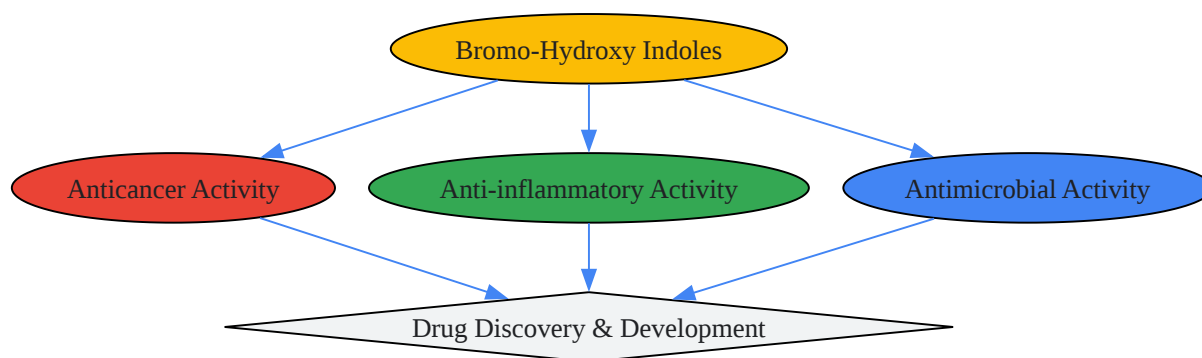 Bromo-Hydroxy Indoles
Anticancer Activity
Anti-inflammatory Activity
Antimicrobial Activity
Drug Discovery & Development